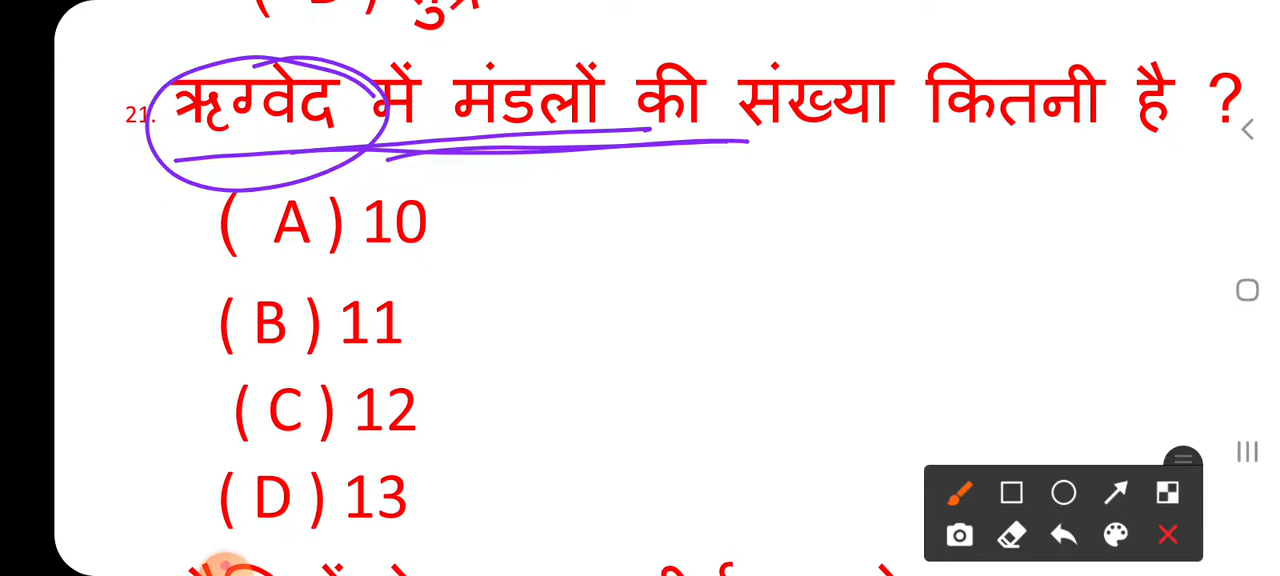 ( D )
21. ऋग्वेद में मंडलों की संख्या कितनी है ?
( A ) 10
( B ) 11
( C ) 12
( D ) 13